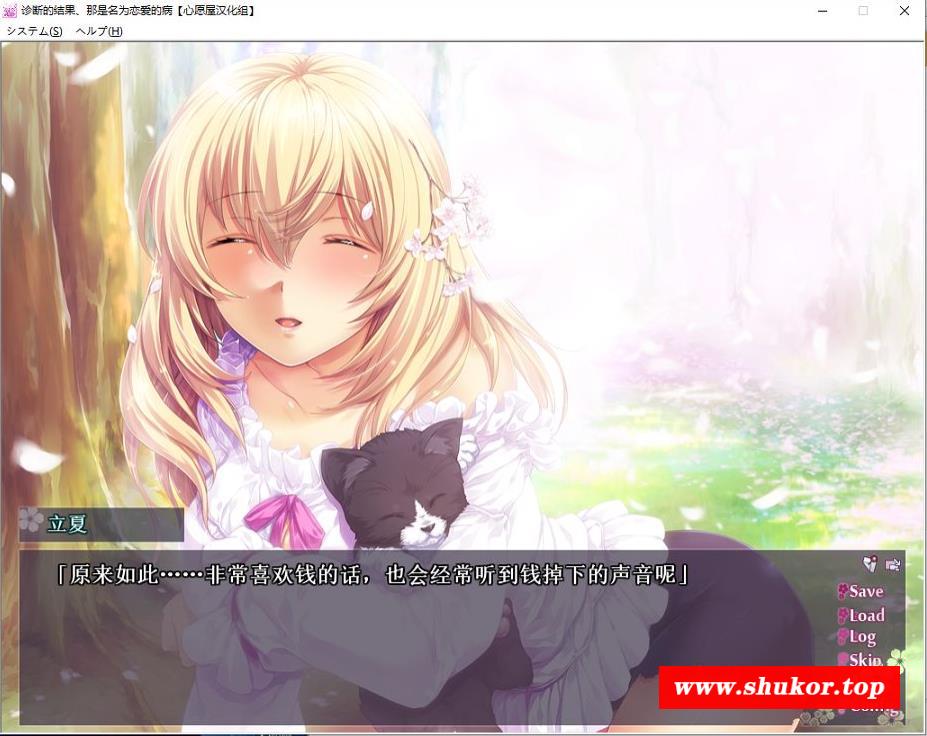 诊断的结果、那是名为恋爱的病【心愿屋汉化组】
システム(S) ヘルプ(H)
立夏
「原来如此……非常喜欢钱的话，也会经常听到钱掉下的声音呢」
Save
Load
Log
Skip
www.shukor.top